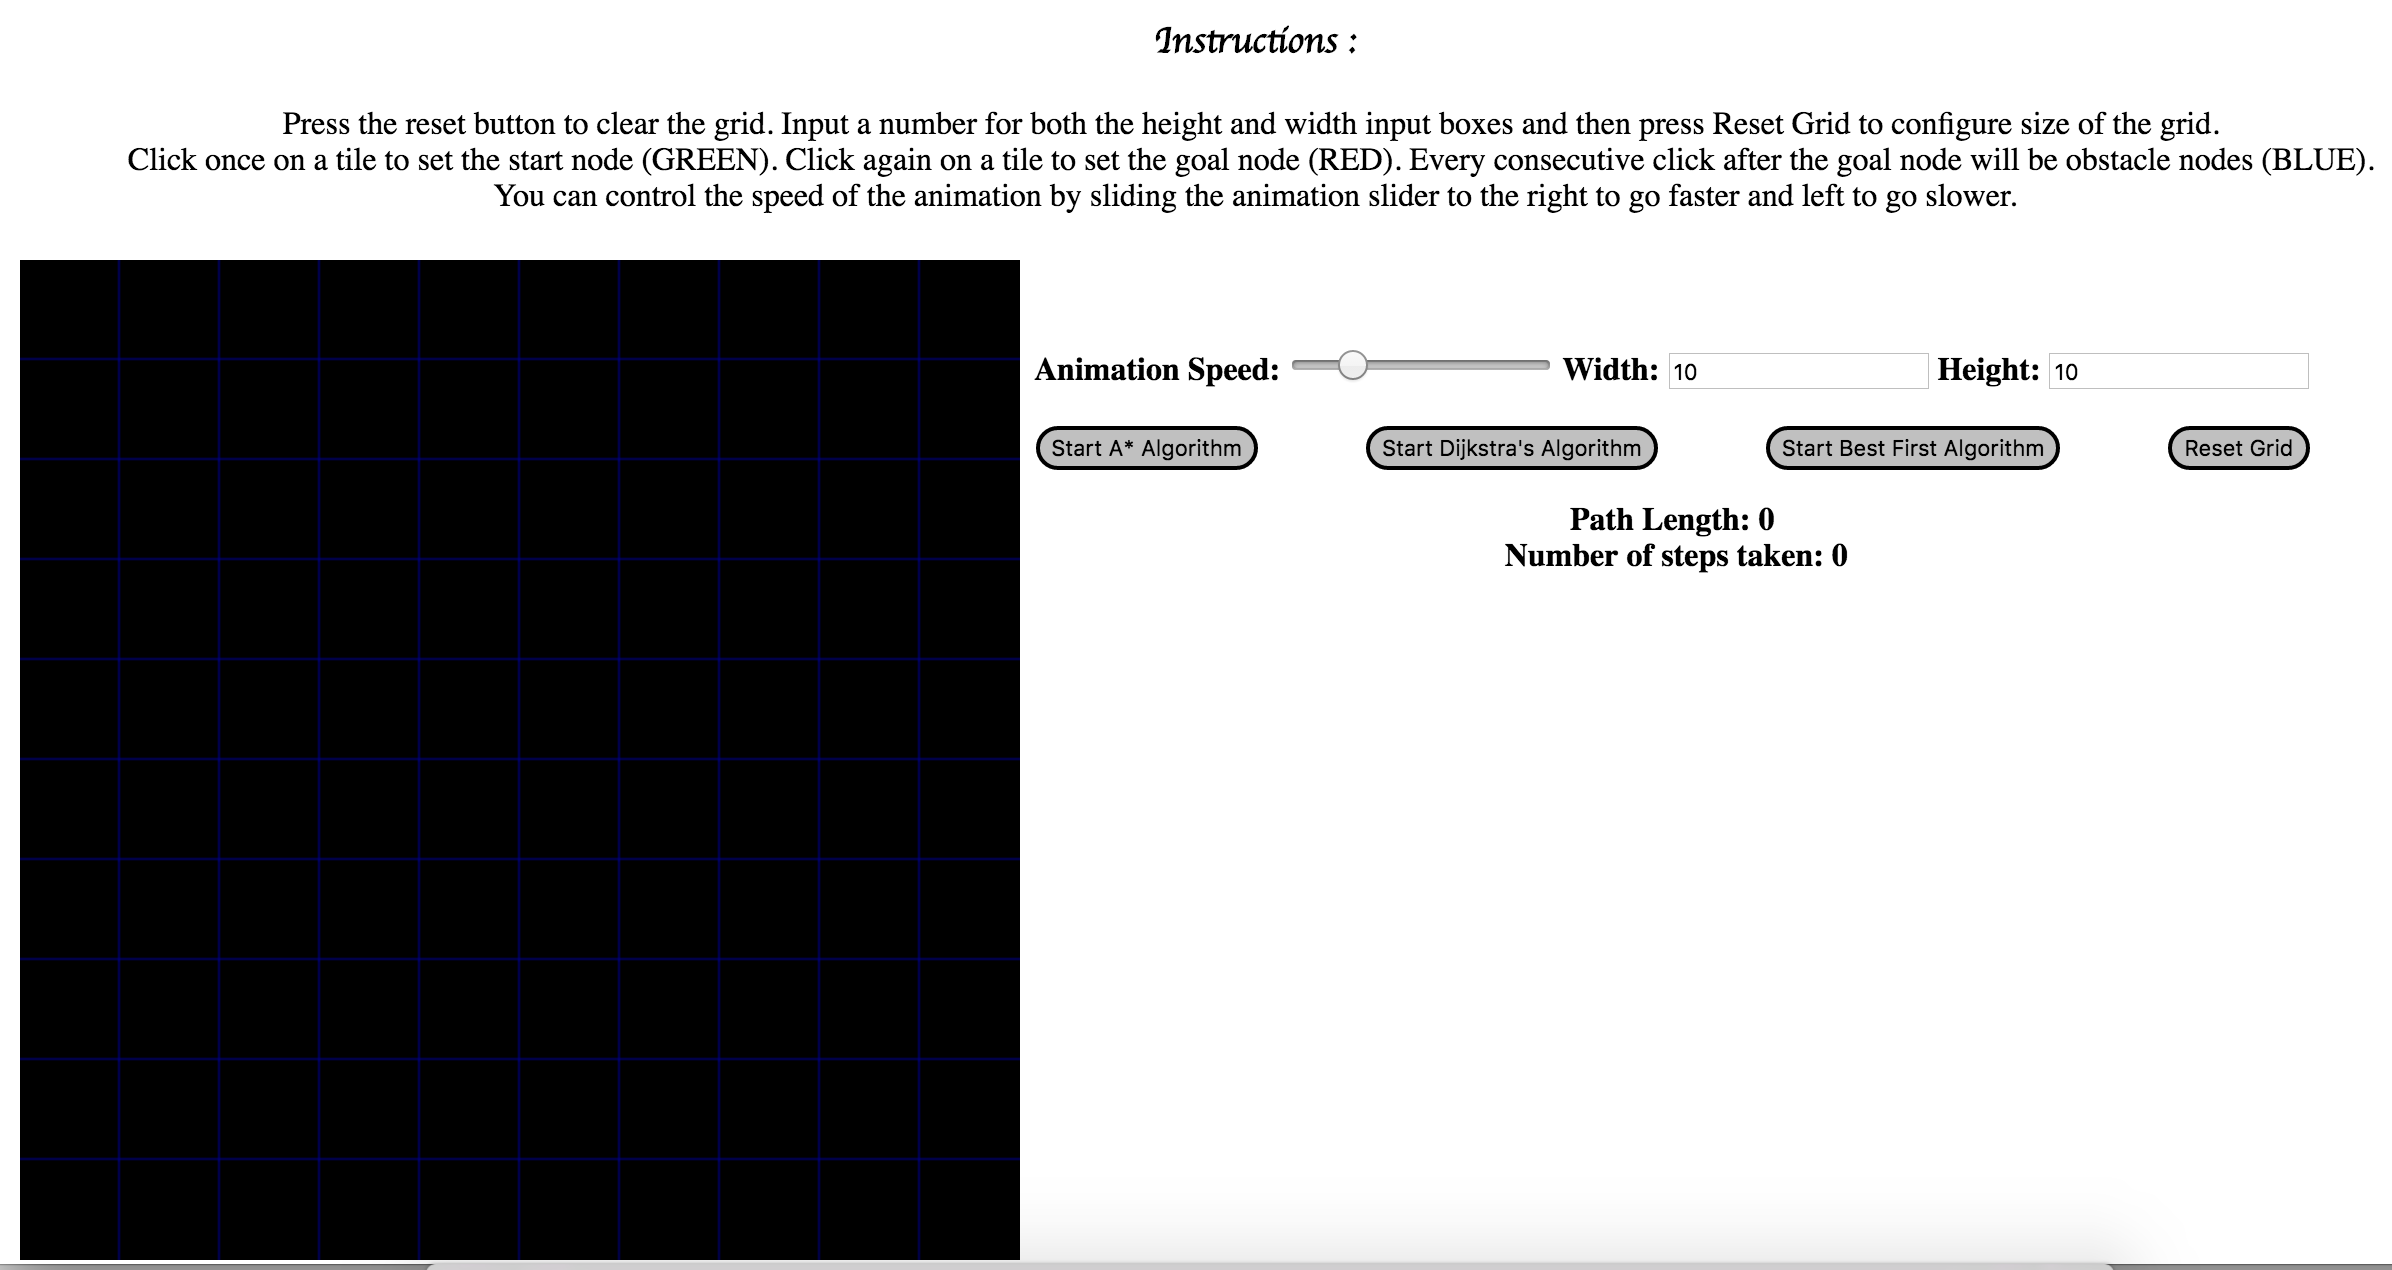 Instructions :
Press the reset button to clear the grid. Input a number for both the height and width input boxes and then press Reset Grid to configure size of the grid.
Click once on a tile to set the start node (GREEN). Click again on a tile to set the goal node (RED). Every consecutive click after the goal node will be obstacle nodes (BLUE).
You can control the speed of the animation by sliding the animation slider to the right to go faster and left to go slower.
Animation Speed: Width: 10 Height: 10
Start A* Algorithm Start Dijkstra's Algorithm Start Best First Algorithm Reset Grid
Path Length: 0
Number of steps taken: 0